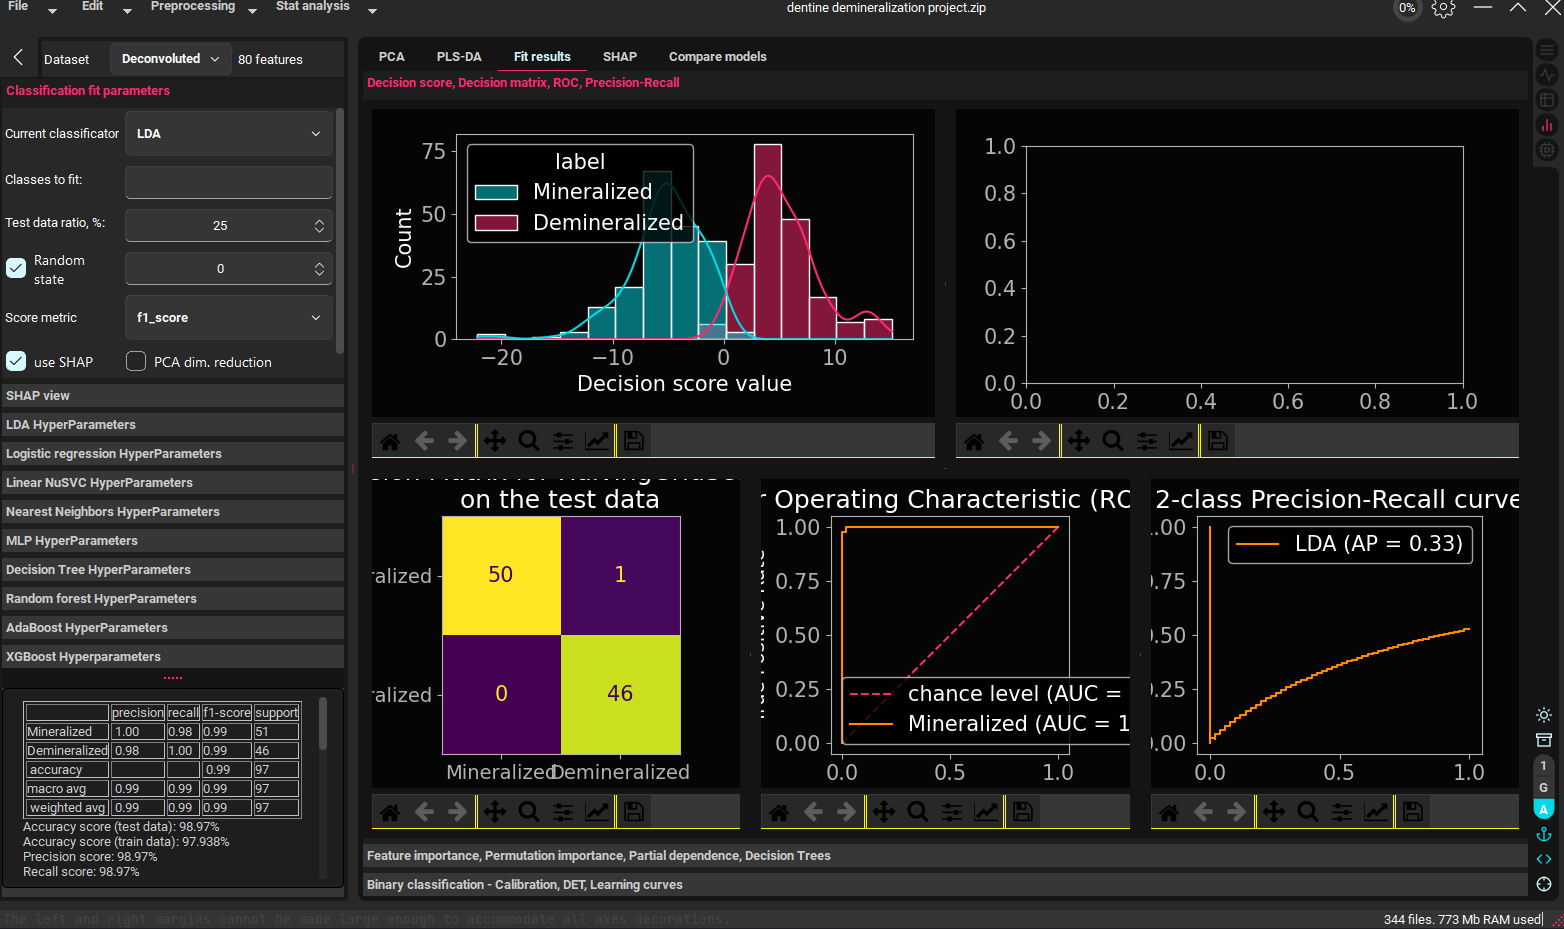 File Edit Preprocessing Stat analysis
dentine demineralization project.zip
0%
Dataset Deconvoluted 80 features
Classification fit parameters
Current classificator LDA
Classes to fit:
Test data ratio, %: 25
Random state 0
Score metric f1_score
use SHAP PCA dim. reduction
SHAP view
LDA HyperParameters
Logistic regression HyperParameters
Linear NuSVC HyperParameters
Nearest Neighbors HyperParameters
MLP HyperParameters
Decision Tree HyperParameters
Random forest HyperParameters
AdaBoost HyperParameters
XGBoost Hyperparameters
precision recall f1-score support
Mineralized 1.00 0.98 0.99 51
Demineralized 0.98 1.00 0.99 46
accuracy 0.99 97
macro avg 0.99 0.99 0.99 97
weighted avg 0.99 0.99 0.99 97
Accuracy score (test data): 98.97%
Accuracy score (train data): 97.938%
Precision score: 98.97%
Recall score: 98.97%
PCA PLS-DA Fit results SHAP Compare models
Decision score, Decision matrix, ROC, Precision-Recall
label
Mineralized
Demineralized
Count
75
50
25
0
−20 −10 0 10
Decision score value
1.0
0.8
0.6
0.4
0.2
0.0
0.0 0.2 0.4 0.6 0.8 1.0
on the test data
50 1
0 46
ralized
ralized
Mineralized Demineralized
r Operating Characteristic (RO
1.00
0.75
0.50
0.25
0.00
chance level (AUC =
Mineralized (AUC = 1
0.0 0.5 1.0
2-class Precision-Recall curve
LDA (AP = 0.33)
.00
.75
.50
.25
.00
0.0 0.5 1.0
Feature importance, Permutation importance, Partial dependence, Decision Trees
Binary classification - Calibration, DET, Learning curves
1
G
A
The left and right margins cannot be made large enough to accommodate all axes decorations.
344 files. 773 Mb RAM used